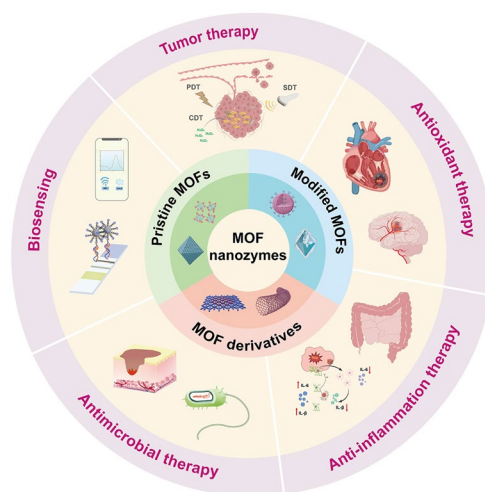 Tumor therapy
PDT
SDT
CDT
Antioxidant therapy
Biosensing
Pristine MOFs
Modified MOFs
MOF
nanozymes
MOF derivatives
Antimicrobial therapy
Anti-inflammation therapy